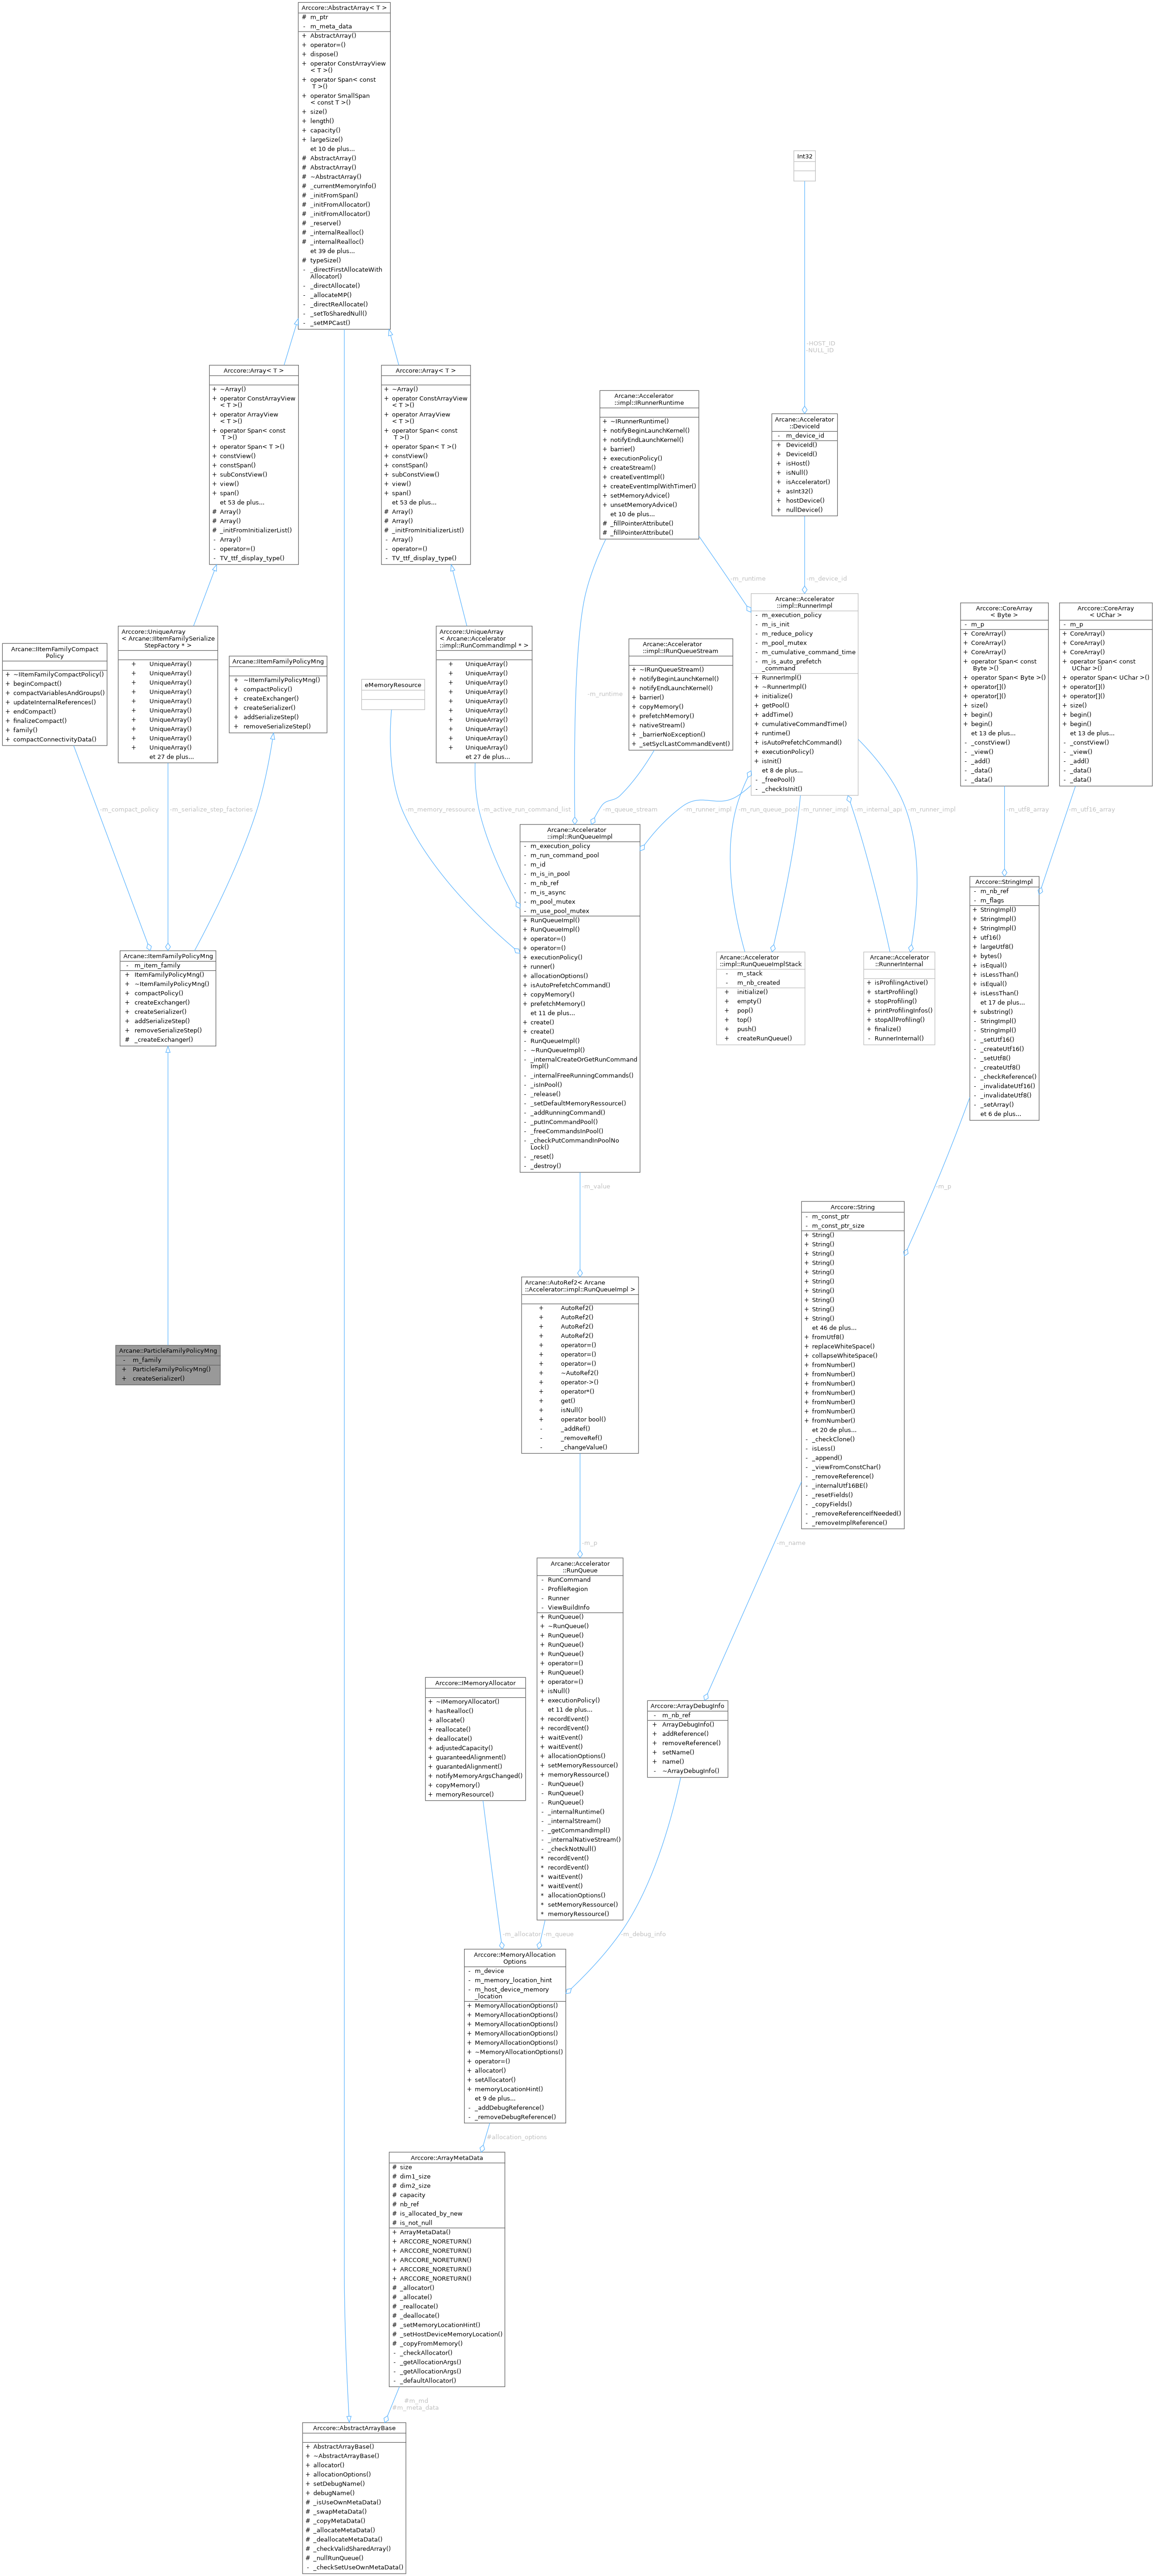 Arccore::AbstractArray< T >
# m_ptr
- m_meta_data
+ AbstractArray()
+ operator=()
+ dispose()
+ operator ConstArrayView
< T >()
+ operator Span< const
T >()
+ operator SmallSpan
< const T >()
+ size()
+ length()
+ capacity()
+ largeSize()
et 10 de plus...
# AbstractArray()
# AbstractArray()
# ~AbstractArray()
# _currentMemoryInfo()
# _initFromSpan()
# _initFromAllocator()
# _initFromAllocator()
# _reserve()
# _internalRealloc()
# _internalRealloc()
et 39 de plus...
# typeSize()
- _directFirstAllocateWith
Allocator()
- _directAllocate()
- _allocateMP()
- _directReAllocate()
- _setToSharedNull()
- _setMPCast()
Int32
-HOST_ID
-NULL_ID
Arccore::Array< T >
+ ~Array()
+ operator ConstArrayView
< T >()
+ operator ArrayView
< T >()
+ operator Span< const
T >()
+ operator Span< T >()
+ constView()
+ constSpan()
+ subConstView()
+ view()
+ span()
et 53 de plus...
# Array()
# Array()
# _initFromInitializerList()
- Array()
- operator=()
- TV_ttf_display_type()
Arccore::Array< T >
+ ~Array()
+ operator ConstArrayView
< T >()
+ operator ArrayView
< T >()
+ operator Span< const
T >()
+ operator Span< T >()
+ constView()
+ constSpan()
+ subConstView()
+ view()
+ span()
et 53 de plus...
# Array()
# Array()
# _initFromInitializerList()
- Array()
- operator=()
- TV_ttf_display_type()
Arcane::Accelerator
::impl::IRunnerRuntime
+ ~IRunnerRuntime()
+ notifyBeginLaunchKernel()
+ notifyEndLaunchKernel()
+ barrier()
+ executionPolicy()
+ createStream()
+ createEventImpl()
+ createEventImplWithTimer()
+ setMemoryAdvice()
+ unsetMemoryAdvice()
et 10 de plus...
# _fillPointerAttribute()
# _fillPointerAttribute()
Arcane::Accelerator
::DeviceId
- m_device_id
+ DeviceId()
+ DeviceId()
+ isHost()
+ isNull()
+ isAccelerator()
+ asInt32()
+ hostDevice()
+ nullDevice()
-m_runtime
-m_device_id
Arcane::IItemFamilyCompact
Policy
+ ~IItemFamilyCompactPolicy()
+ beginCompact()
+ compactVariablesAndGroups()
+ updateInternalReferences()
+ endCompact()
+ finalizeCompact()
+ family()
+ compactConnectivityData()
Arccore::UniqueArray
< Arcane::IItemFamilySerialize
StepFactory * >
+ UniqueArray()
+ UniqueArray()
+ UniqueArray()
+ UniqueArray()
+ UniqueArray()
+ UniqueArray()
+ UniqueArray()
+ UniqueArray()
+ UniqueArray()
+ UniqueArray()
et 27 de plus...
Arcane::IItemFamilyPolicyMng
+ ~IItemFamilyPolicyMng()
+ compactPolicy()
+ createExchanger()
+ createSerializer()
+ addSerializeStep()
+ removeSerializeStep()
eMemoryResource
Arccore::UniqueArray
< Arcane::Accelerator
::impl::RunCommandImpl * >
+ UniqueArray()
+ UniqueArray()
+ UniqueArray()
+ UniqueArray()
+ UniqueArray()
+ UniqueArray()
+ UniqueArray()
+ UniqueArray()
+ UniqueArray()
+ UniqueArray()
et 27 de plus...
-m_runtime
Arcane::Accelerator
::impl::IRunQueueStream
+ ~IRunQueueStream()
+ notifyBeginLaunchKernel()
+ notifyEndLaunchKernel()
+ barrier()
+ copyMemory()
+ prefetchMemory()
+ nativeStream()
+ _barrierNoException()
+ _setSyclLastCommandEvent()
Arcane::Accelerator
::impl::RunnerImpl
- m_execution_policy
- m_is_init
- m_reduce_policy
- m_pool_mutex
- m_cumulative_command_time
- m_is_auto_prefetch
_command
+ RunnerImpl()
+ ~RunnerImpl()
+ initialize()
+ getPool()
+ addTime()
+ cumulativeCommandTime()
+ runtime()
+ isAutoPrefetchCommand()
+ executionPolicy()
+ isInit()
et 8 de plus...
- _freePool()
- _checkIsInit()
Arccore::CoreArray
< Byte >
- m_p
+ CoreArray()
+ CoreArray()
+ CoreArray()
+ operator Span< const
Byte >()
+ operator Span< Byte >()
+ operator[]()
+ operator[]()
+ size()
+ begin()
+ begin()
et 13 de plus...
- _constView()
- _view()
- _add()
- _data()
- _data()
Arccore::CoreArray
< UChar >
- m_p
+ CoreArray()
+ CoreArray()
+ CoreArray()
+ operator Span< const
UChar >()
+ operator Span< UChar >()
+ operator[]()
+ operator[]()
+ size()
+ begin()
+ begin()
et 13 de plus...
- _constView()
- _view()
- _add()
- _data()
- _data()
-m_compact_policy
-m_serialize_step_factories
-m_memory_ressource
-m_active_run_command_list
-m_queue_stream
-m_runner_impl
-m_run_queue_pool
-m_runner_impl
-m_internal_api
-m_runner_impl
-m_utf8_array
-m_utf16_array
Arcane::Accelerator
::impl::RunQueueImpl
- m_execution_policy
- m_run_command_pool
- m_id
- m_is_in_pool
- m_nb_ref
- m_is_async
- m_pool_mutex
- m_use_pool_mutex
+ RunQueueImpl()
+ RunQueueImpl()
+ operator=()
+ operator=()
+ executionPolicy()
+ runner()
+ allocationOptions()
+ isAutoPrefetchCommand()
+ copyMemory()
+ prefetchMemory()
et 11 de plus...
+ create()
+ create()
- RunQueueImpl()
- ~RunQueueImpl()
- _internalCreateOrGetRunCommand
Impl()
- _internalFreeRunningCommands()
- _isInPool()
- _release()
- _setDefaultMemoryRessource()
- _addRunningCommand()
- _putInCommandPool()
- _freeCommandsInPool()
- _checkPutCommandInPoolNo
Lock()
- _reset()
- _destroy()
Arcane::ItemFamilyPolicyMng
- m_item_family
+ ItemFamilyPolicyMng()
+ ~ItemFamilyPolicyMng()
+ compactPolicy()
+ createExchanger()
+ createSerializer()
+ addSerializeStep()
+ removeSerializeStep()
# _createExchanger()
Arcane::Accelerator
::impl::RunQueueImplStack
- m_stack
- m_nb_created
+ initialize()
+ empty()
+ pop()
+ top()
+ push()
+ createRunQueue()
Arcane::Accelerator
::RunnerInternal
+ isProfilingActive()
+ startProfiling()
+ stopProfiling()
+ printProfilingInfos()
+ stopAllProfiling()
+ finalize()
- RunnerInternal()
Arccore::StringImpl
- m_nb_ref
- m_flags
+ StringImpl()
+ StringImpl()
+ StringImpl()
+ utf16()
+ largeUtf8()
+ bytes()
+ isEqual()
+ isLessThan()
+ isEqual()
+ isLessThan()
et 17 de plus...
+ substring()
- StringImpl()
- StringImpl()
- _setUtf16()
- _createUtf16()
- _setUtf8()
- _createUtf8()
- _checkReference()
- _invalidateUtf16()
- _invalidateUtf8()
- _setArray()
et 6 de plus...
-m_value
-m_p
Arccore::String
- m_const_ptr
- m_const_ptr_size
+ String()
+ String()
+ String()
+ String()
+ String()
+ String()
+ String()
+ String()
+ String()
+ String()
et 46 de plus...
+ fromUtf8()
+ replaceWhiteSpace()
+ collapseWhiteSpace()
+ fromNumber()
+ fromNumber()
+ fromNumber()
+ fromNumber()
+ fromNumber()
+ fromNumber()
+ fromNumber()
et 20 de plus...
- _checkClone()
- isLess()
- _append()
- _viewFromConstChar()
- _removeReference()
- _internalUtf16BE()
- _resetFields()
- _copyFields()
- _removeReferenceIfNeeded()
- _removeImplReference()
Arcane::AutoRef2< Arcane
::Accelerator::impl::RunQueueImpl >
+ AutoRef2()
+ AutoRef2()
+ AutoRef2()
+ AutoRef2()
+ operator=()
+ operator=()
+ operator=()
+ ~AutoRef2()
+ operator->()
+ operator*()
+ get()
+ isNull()
+ operator bool()
- _addRef()
- _removeRef()
- _changeValue()
Arcane::ParticleFamilyPolicyMng
- m_family
+ ParticleFamilyPolicyMng()
+ createSerializer()
-m_p
-m_name
Arcane::Accelerator
::RunQueue
- RunCommand
- ProfileRegion
- Runner
- ViewBuildInfo
+ RunQueue()
+ ~RunQueue()
+ RunQueue()
+ RunQueue()
+ RunQueue()
+ operator=()
+ RunQueue()
+ operator=()
+ isNull()
+ executionPolicy()
et 11 de plus...
+ recordEvent()
+ recordEvent()
+ waitEvent()
+ waitEvent()
+ allocationOptions()
+ setMemoryRessource()
+ memoryRessource()
- RunQueue()
- RunQueue()
- RunQueue()
- _internalRuntime()
- _internalStream()
- _getCommandImpl()
- _internalNativeStream()
- _checkNotNull()
* recordEvent()
* recordEvent()
* waitEvent()
* waitEvent()
* allocationOptions()
* setMemoryRessource()
* memoryRessource()
Arccore::IMemoryAllocator
+ ~IMemoryAllocator()
+ hasRealloc()
+ allocate()
+ reallocate()
+ deallocate()
+ adjustedCapacity()
+ guaranteedAlignment()
+ guarantedAlignment()
+ notifyMemoryArgsChanged()
+ copyMemory()
+ memoryResource()
Arccore::ArrayDebugInfo
- m_nb_ref
+ ArrayDebugInfo()
+ addReference()
+ removeReference()
+ setName()
+ name()
- ~ArrayDebugInfo()
-m_allocator
-m_queue
-m_debug_info
Arccore::MemoryAllocation
Options
- m_device
- m_memory_location_hint
- m_host_device_memory
_location
+ MemoryAllocationOptions()
+ MemoryAllocationOptions()
+ MemoryAllocationOptions()
+ MemoryAllocationOptions()
+ MemoryAllocationOptions()
+ ~MemoryAllocationOptions()
+ operator=()
+ allocator()
+ setAllocator()
+ memoryLocationHint()
et 9 de plus...
- _addDebugReference()
- _removeDebugReference()
#allocation_options
Arccore::ArrayMetaData
# size
# dim1_size
# dim2_size
# capacity
# nb_ref
# is_allocated_by_new
# is_not_null
+ ArrayMetaData()
+ ARCCORE_NORETURN()
+ ARCCORE_NORETURN()
+ ARCCORE_NORETURN()
+ ARCCORE_NORETURN()
+ ARCCORE_NORETURN()
# _allocator()
# _allocate()
# _reallocate()
# _deallocate()
# _setMemoryLocationHint()
# _setHostDeviceMemoryLocation()
# _copyFromMemory()
- _checkAllocator()
- _getAllocationArgs()
- _getAllocationArgs()
- _defaultAllocator()
#m_md
#m_meta_data
Arccore::AbstractArrayBase
+ AbstractArrayBase()
+ ~AbstractArrayBase()
+ allocator()
+ allocationOptions()
+ setDebugName()
+ debugName()
# _isUseOwnMetaData()
# _swapMetaData()
# _copyMetaData()
# _allocateMetaData()
# _deallocateMetaData()
# _checkValidSharedArray()
# _nullRunQueue()
- _checkSetUseOwnMetaData()